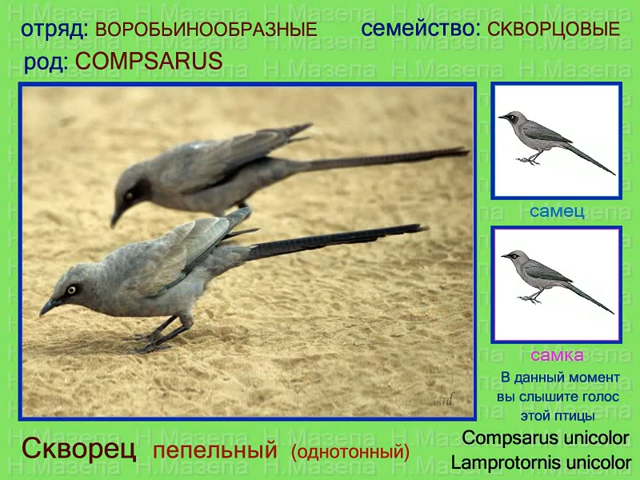 отряд: ВОРОБЬИНООБРАЗНЫЕ семейство: СКВОРЦОВЫЕ
род: COMPSARUS
самец
самка
В данный момент
вы слышите голос
этой птицы
Скворец пепельный (однотонный)
Compsarus unicolor
Lamprotornis unicolor
Н.Мазепа